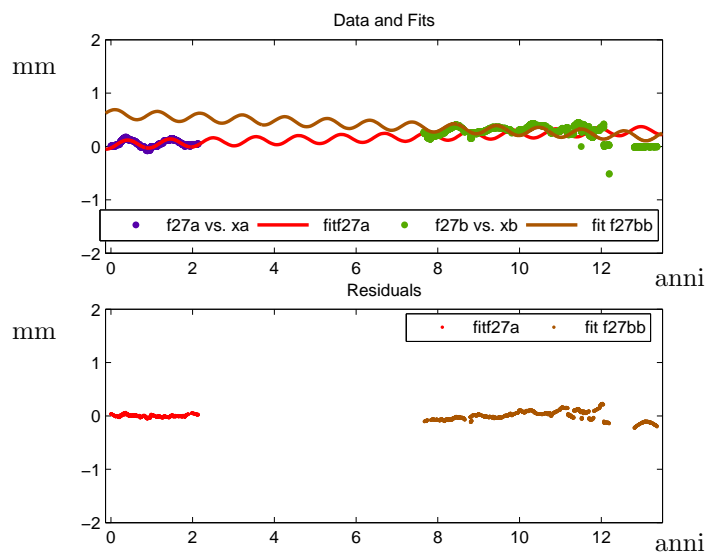 Data and Fits
mm
2
1
0
−1
−2
f27a vs. xa fitf27a f27b vs. xb fit f27bb
0 2 4 6 8 10 12
anni
Residuals
mm
2
1
0
−1
−2
fitf27a fit f27bb
0 2 4 6 8 10 12
anni